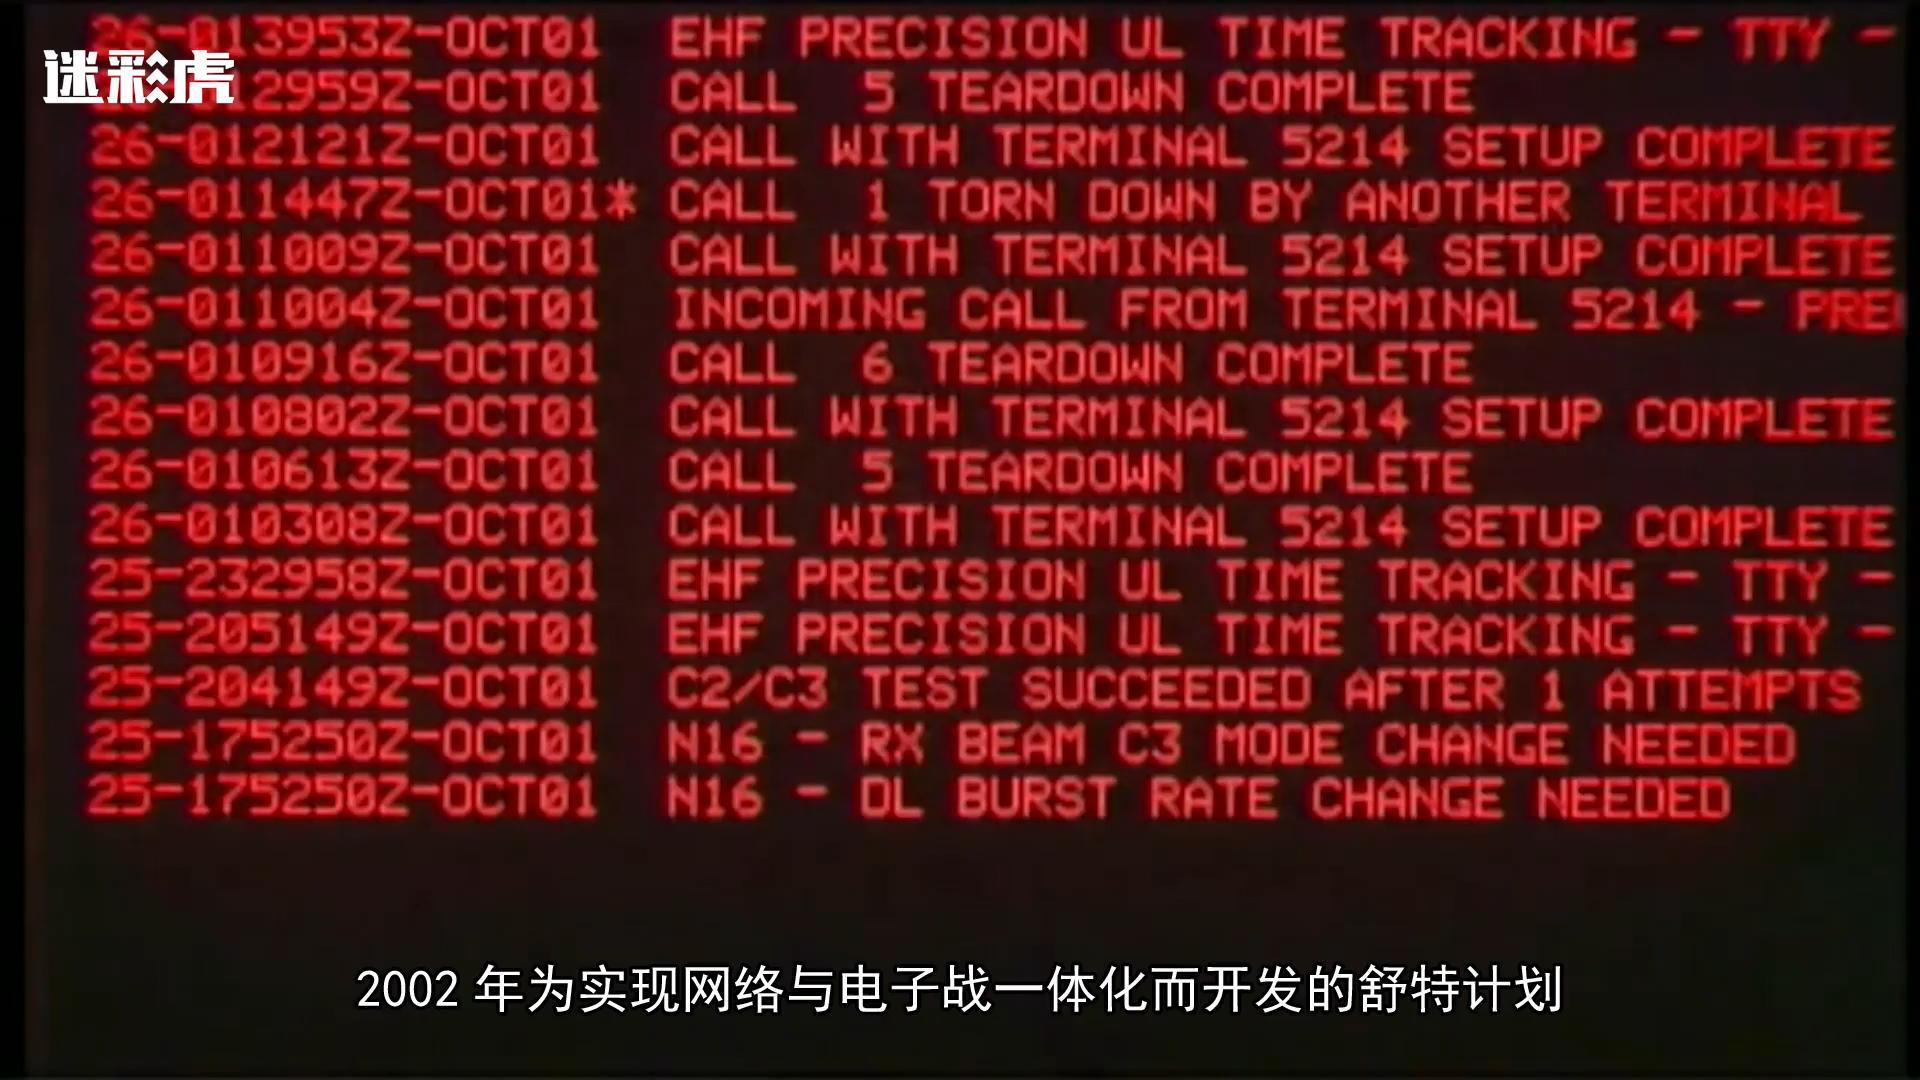 26-013953Z-OCT01 EHF PRECISION UL TIME TRACKING - TTY -
迷彩虎
12959Z-OCT01 CALL 5 TEARDOWN COMPLETE
26-012121Z-OCT01 CALL WITH TERMINAL 5214 SETUP COMPLETE
26-011447Z-OCT01* CALL 1 TORN DOWN BY ANOTHER TERMINAL
26-011009Z-OCT01 CALL WITH TERMINAL 5214 SETUP COMPLETE
26-011004Z-OCT01 INCOMING CALL FROM TERMINAL 5214 -
26-010916Z-OCT01 CALL 6 TEARDOWN COMPLETE
26-010802Z-OCT01 CALL WITH TERMINAL 5214 SETUP COMPLETE
26-010613Z-OCT01 CALL 5 TEARDOWN COMPLETE
26-010308Z-OCT01 CALL WITH TERMINAL 5214 SETUP COMPLETE
25-232958Z-OCT01 EHF PRECISION UL TIME TRACKING - TTY -
25-205149Z-OCT01 EHF PRECISION UL TIME TRACKING - TTY -
25-204149Z-OCT01 C2/C3 TEST SUCCEEDED AFTER 1 ATTEMPTS
25-175250Z-OCT01 N16 - RX BEAM C3 MODE CHANGE NEEDED
25-175250Z-OCT01 N16 - DL BURST RATE CHANGE NEEDED
2002 年为实现网络与电子战一体化而开发的舒特计划